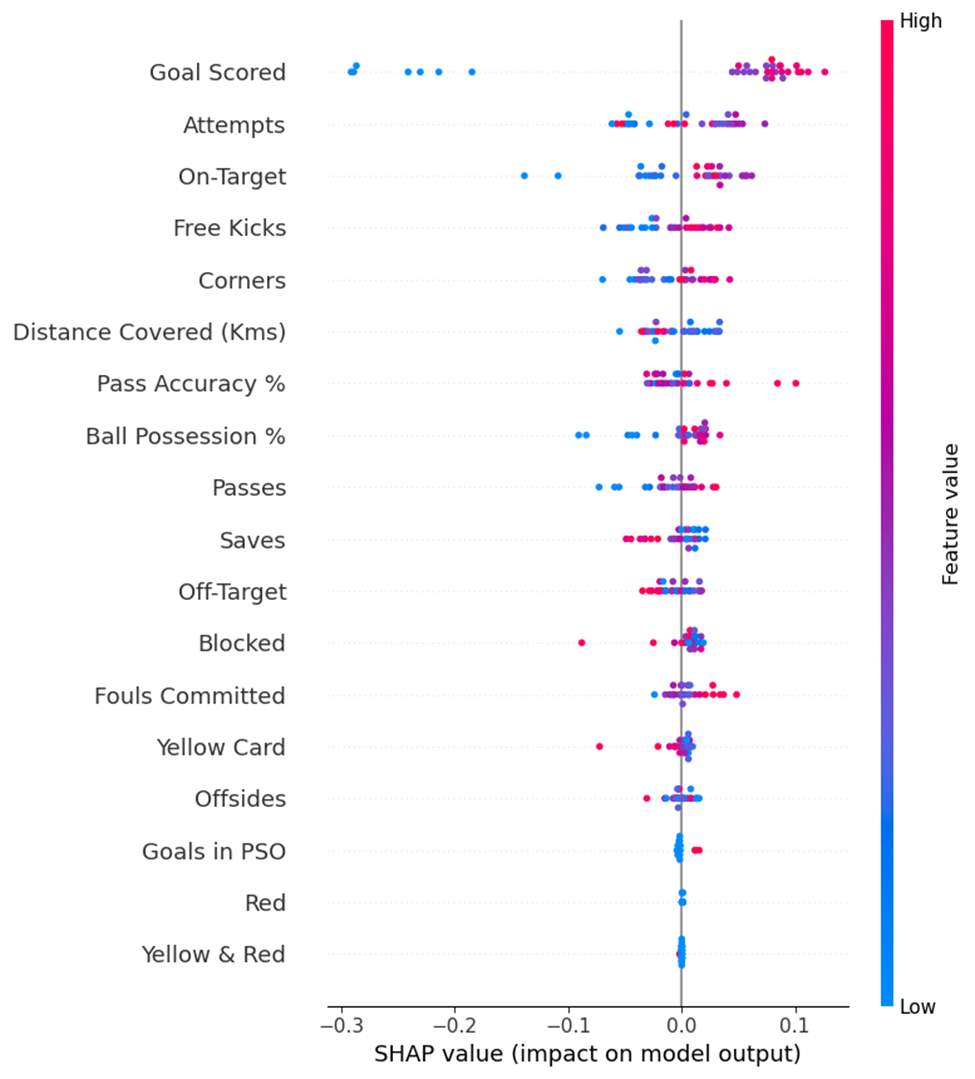 High
Goal Scored
Attempts
On-Target
Free Kicks
Corners
Distance Covered (Kms)
Pass Accuracy %
Ball Possession %
Passes
Saves
Off-Target
Blocked
Fouls Committed
Yellow Card
Offsides
Goals in PSO
Red
Yellow & Red
Feature value
Low
−0.3 −0.2 −0.1 0.0 0.1
SHAP value (impact on model output)